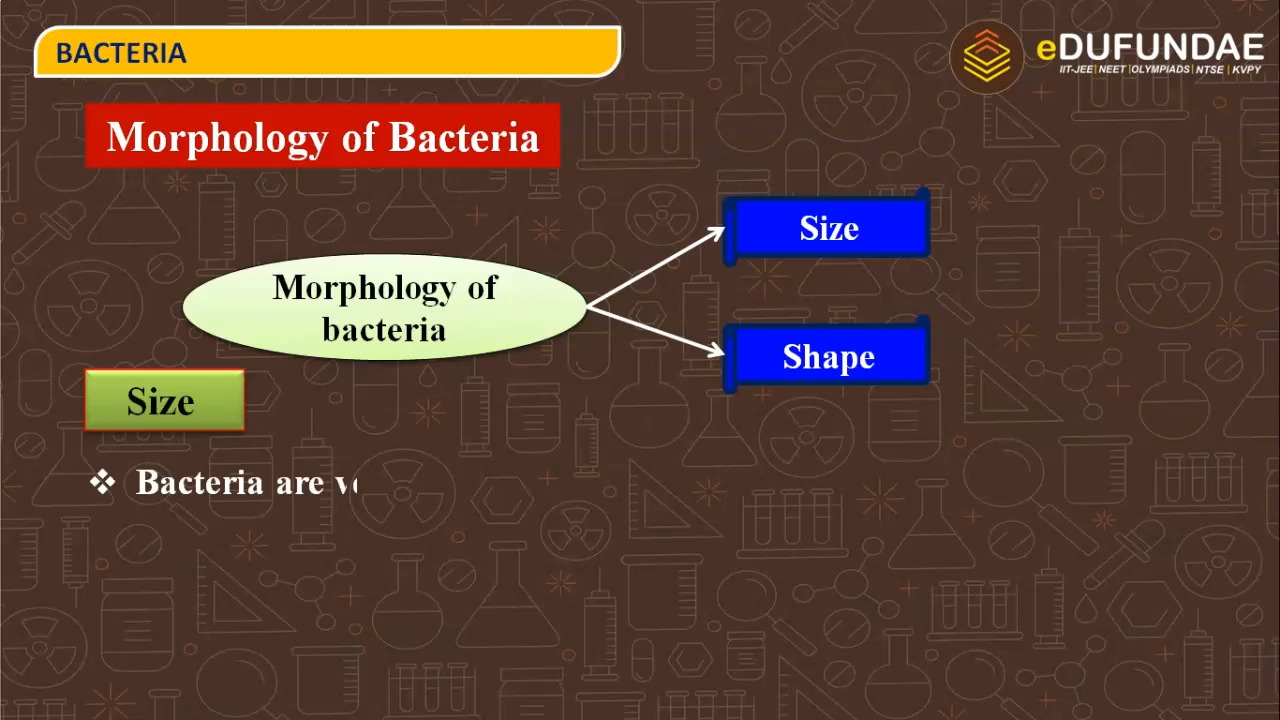 BACTERIA
eDUFUNDAE
IIT-JEE| NEET |OLYMPIADS| NTSE | KVPY
Morphology of Bacteria
Size
Morphology of
bacteria
Shape
Size
❖ Bacteria are